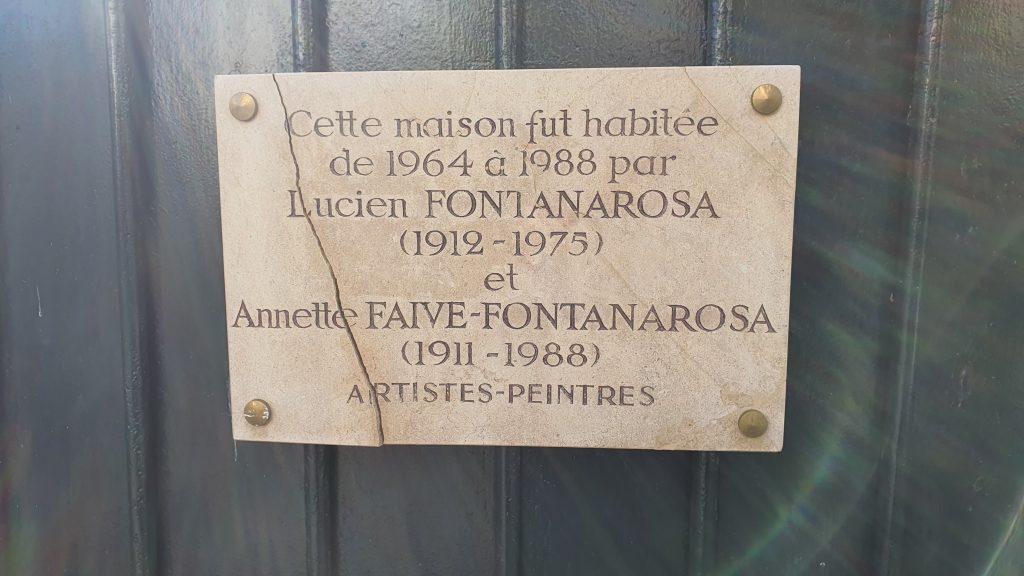 Cette maison fut habitée
de 1964 à 1988 par
Lucien FONTANAROSA
(1912-1975)
et
Annette FAIVE-FONTANAROSA
(1911-1988)
ARTISTES-PEINTRES